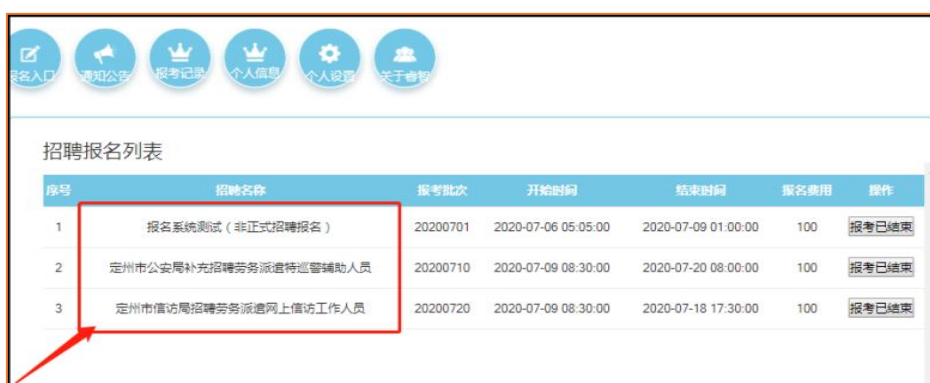 报名入口 通知公告 报考记录 个人信息 个人设置 关于睿智
招聘报名列表
序号 招聘名称 报考批次 开始时间 结束时间 报名费用 操作
1 报名系统测试（非正式招聘报名） 20200701 2020-07-06 05:05:00 2020-07-09 01:00:00 100 报考已结束
2 定州市公安局补充招聘劳务派遣特巡警辅助人员 20200710 2020-07-09 08:30:00 2020-07-20 08:00:00 100 报考已结束
3 定州市信访局招聘劳务派遣网上信访工作人员 20200720 2020-07-09 08:30:00 2020-07-18 17:30:00 100 报考已结束